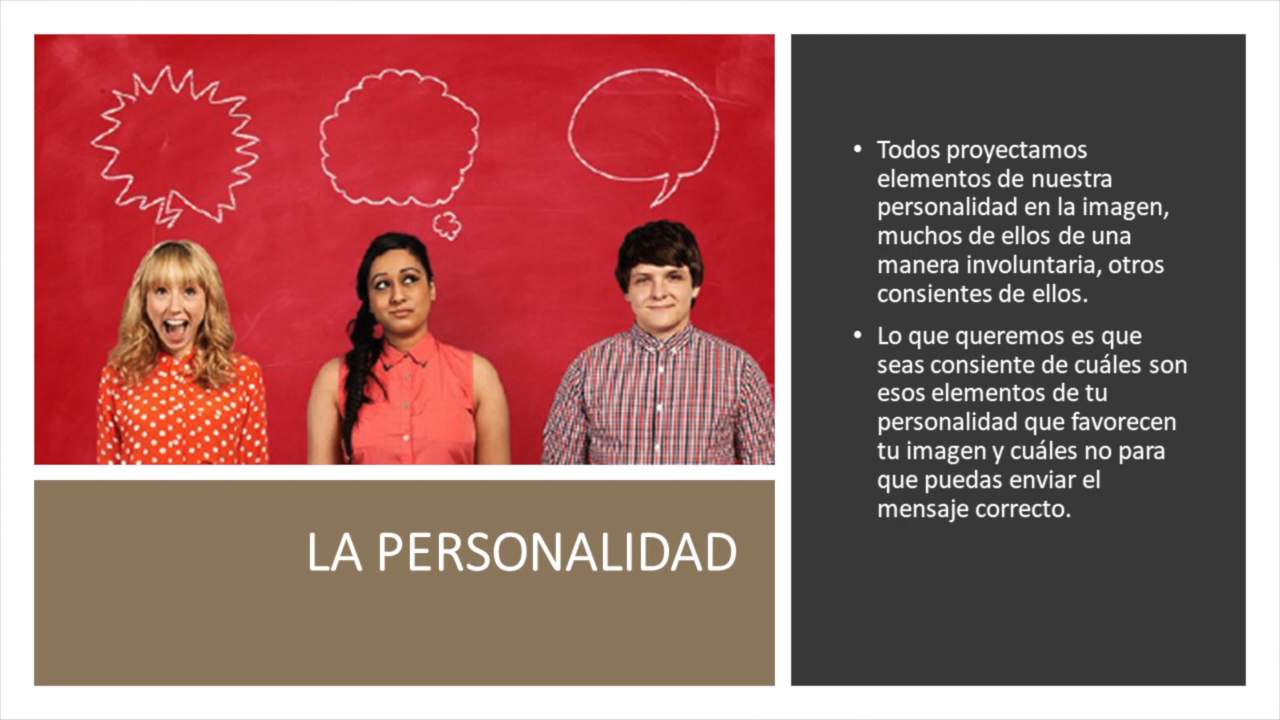 LA PERSONALIDAD
• Todos proyectamos
elementos de nuestra
personalidad en la imagen,
muchos de ellos de una
manera involuntaria, otros
consientes de ellos.
• Lo que queremos es que
seas consiente de cuáles son
esos elementos de tu
personalidad que favorecen
tu imagen y cuáles no para
que puedas enviar el
mensaje correcto.